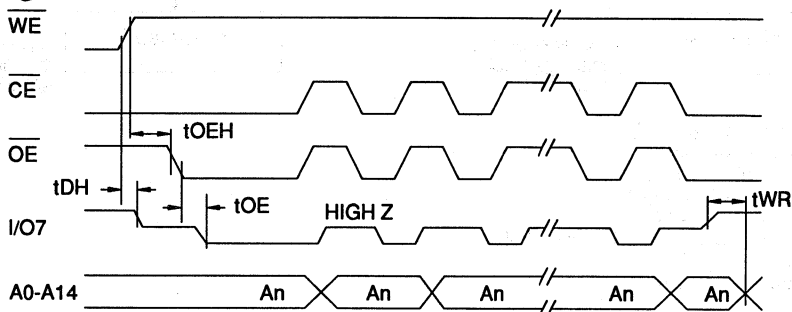 WE
CE
tOEH
OE
tDH
tOE
tWR
HIGH Z
I/O7
A0-A14 An An An An An